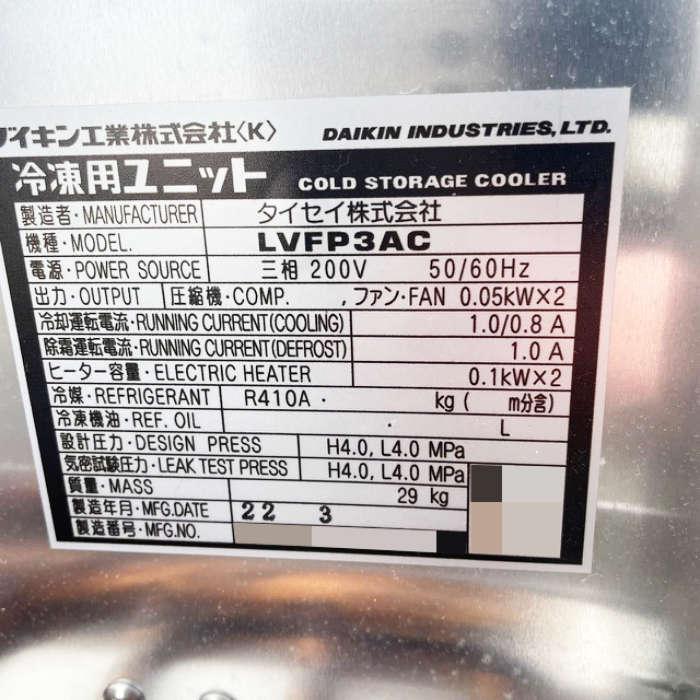 ダイキン工業株式会社〈K〉 DAIKIN INDUSTRIES, LTD.
冷凍用ユニット COLD STORAGE COOLER
製造者・MANUFACTURER タイセイ株式会社
機種・MODEL. LVFP3AC
電源・POWER SOURCE 三相 200V 50/60Hz
出力・OUTPUT 圧縮機・COMP. , ファン・FAN 0.05kW×2
冷却運転電流・RUNNING CURRENT(COOLING) 1.0/0.8 A
除霜運転電流・RUNNING CURRENT(DEFROST) 1.0 A
ヒーター容量・ELECTRIC HEATER 0.1kW×2
冷媒・REFRIGERANT R410A・ kg ( m分含)
冷凍機油・REF. OIL L
設計圧力・DESIGN PRESS H4.0, L4.0 MPa
気密試験圧力・LEAK TEST PRESS H4.0, L4.0 MPa
質量・MASS 29 kg
製造年月・MFG.DATE 22 3
製造番号・MFG.NO.